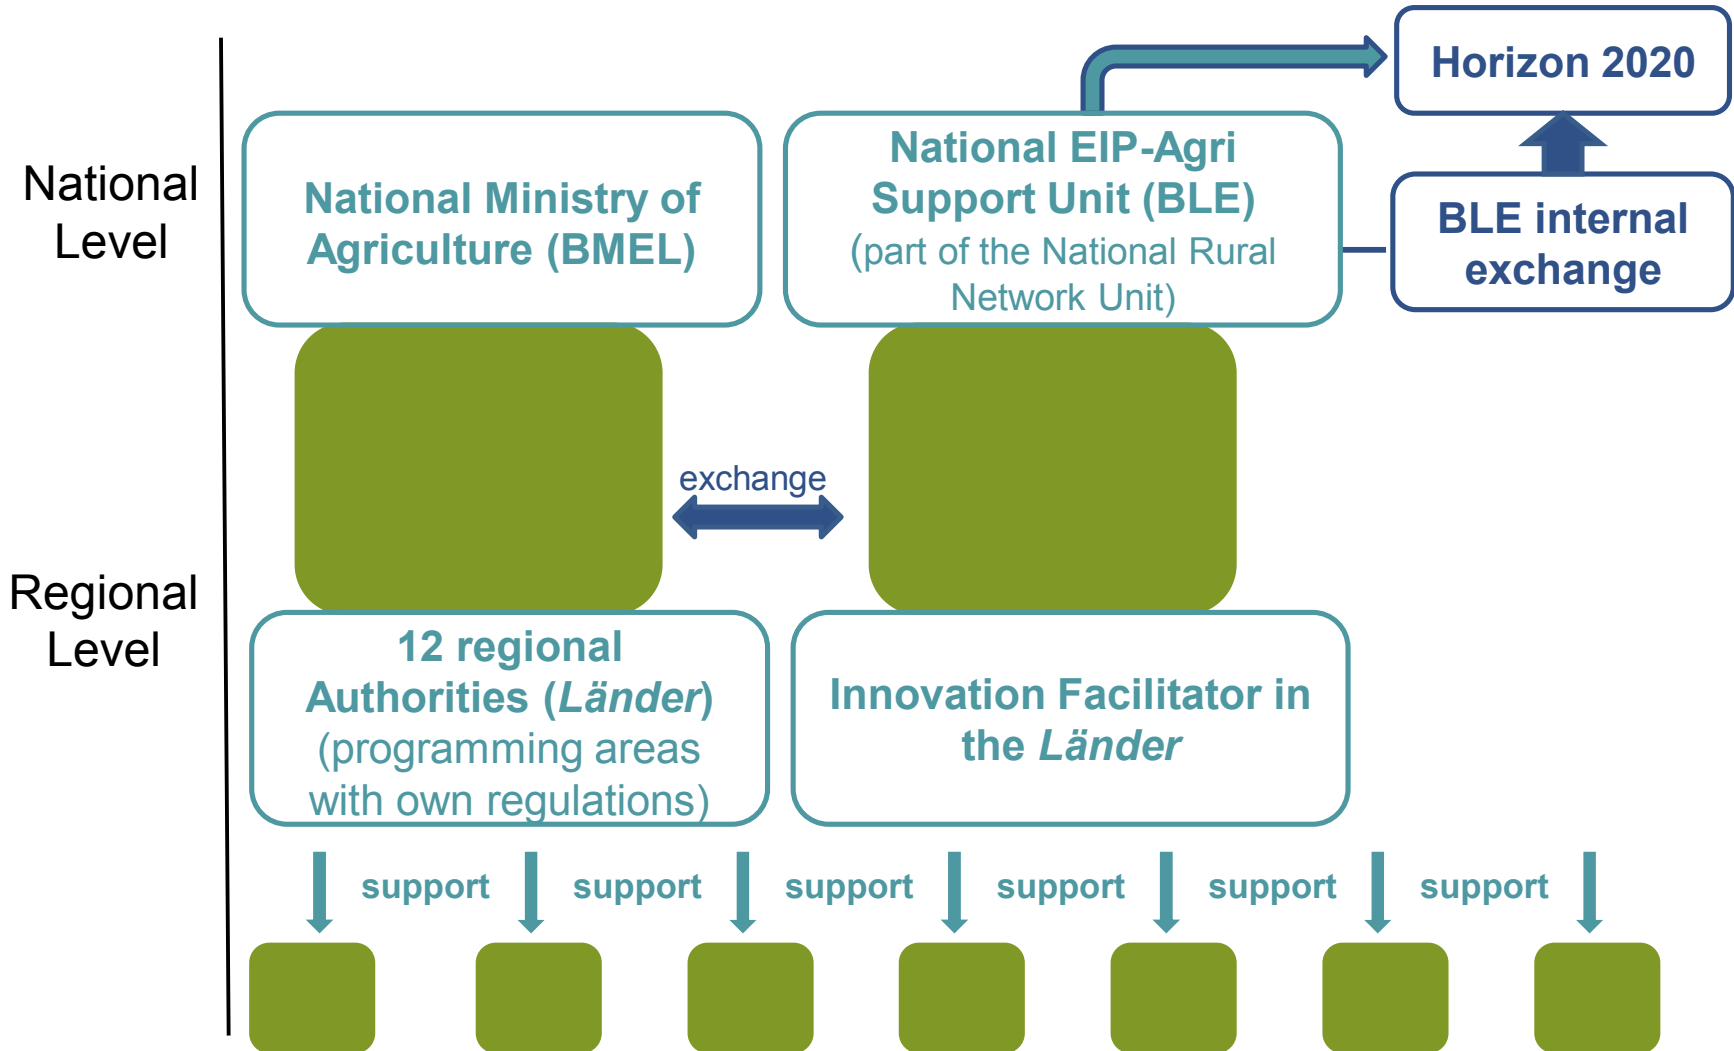 Horizon 2020
National
Level
National Ministry of
Agriculture (BMEL)
National EIP-Agri
Support Unit (BLE)
(part of the National Rural
Network Unit)
BLE internal
exchange
exchange
Regional
Level
12 regional
Authorities (Länder)
(programming areas
with own regulations)
Innovation Facilitator in
the Länder
support
support
support
support
support
support